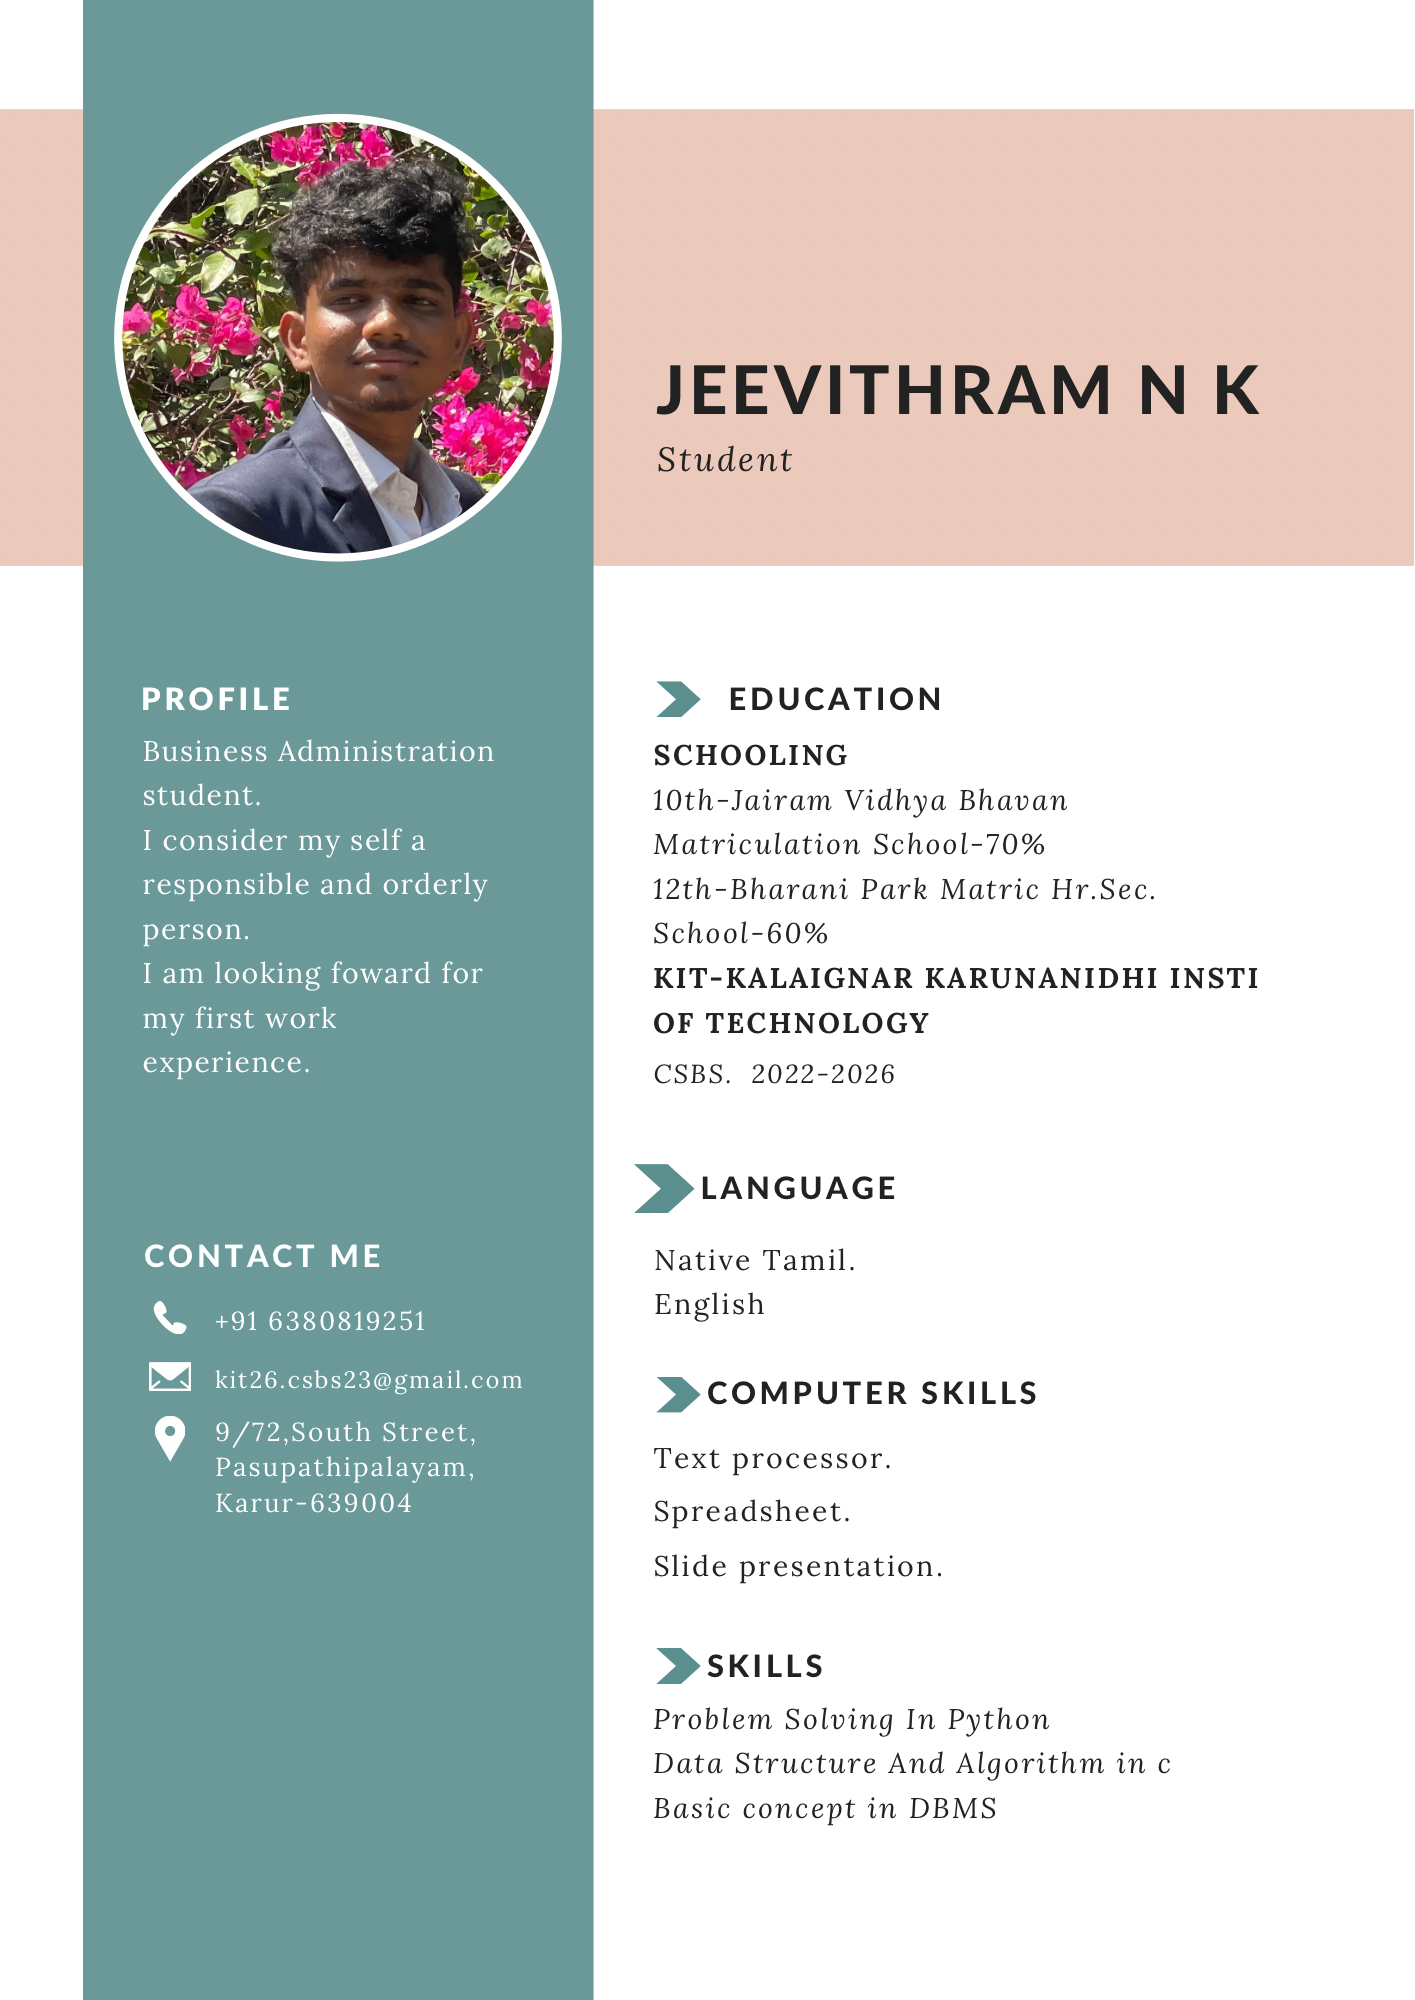 JEEVITHRAM N K
Student
PROFILE
Business Administration
student.
I consider my self a
responsible and orderly
person.
I am looking foward for
my first work
experience.
CONTACT ME
+91 6380819251
kit26.csbs23@gmail.com
9/72,South Street,
Pasupathipalayam,
Karur-639004
EDUCATION
SCHOOLING
10th-Jairam Vidhya Bhavan
Matriculation School-70%
12th-Bharani Park Matric Hr.Sec.
School-60%
KIT-KALAIGNAR KARUNANIDHI INSTI
OF TECHNOLOGY
CSBS. 2022-2026
LANGUAGE
Native Tamil.
English
COMPUTER SKILLS
Text processor.
Spreadsheet.
Slide presentation.
SKILLS
Problem Solving In Python
Data Structure And Algorithm in c
Basic concept in DBMS